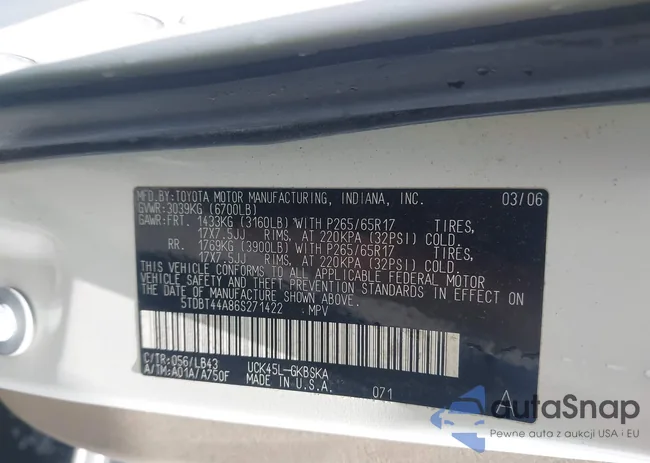 MFD.BY:TOYOTA MOTOR MANUFACTURING, INDIANA, INC. 03/06
GVWR:3039KG (6700LB)
GAWR:FRT. 1433KG (3160LB) WITH P265/65R17 TIRES,
17X7.5JJ RIMS, AT 220KPA (32PSI) COLD.
RR. 1769KG (3900LB) WITH P265/65R17 TIRES,
17X7.5JJ RIMS, AT 220KPA (32PSI) COLD.
THIS VEHICLE CONFORMS TO ALL APPLICABLE FEDERAL MOTOR
VEHICLE SAFETY AND THEFT PREVENTION STANDARDS IN EFFECT ON
THE DATE OF MANUFACTURE SHOWN ABOVE.
5TDBT44A86S271422 MPV
C/TR:056/LB43 UCK45L-GKBSKA
A/TM:A01A/A750F MADE IN U.S.A. 071
autoSnap
Pewne auta z aukcji USA i EU